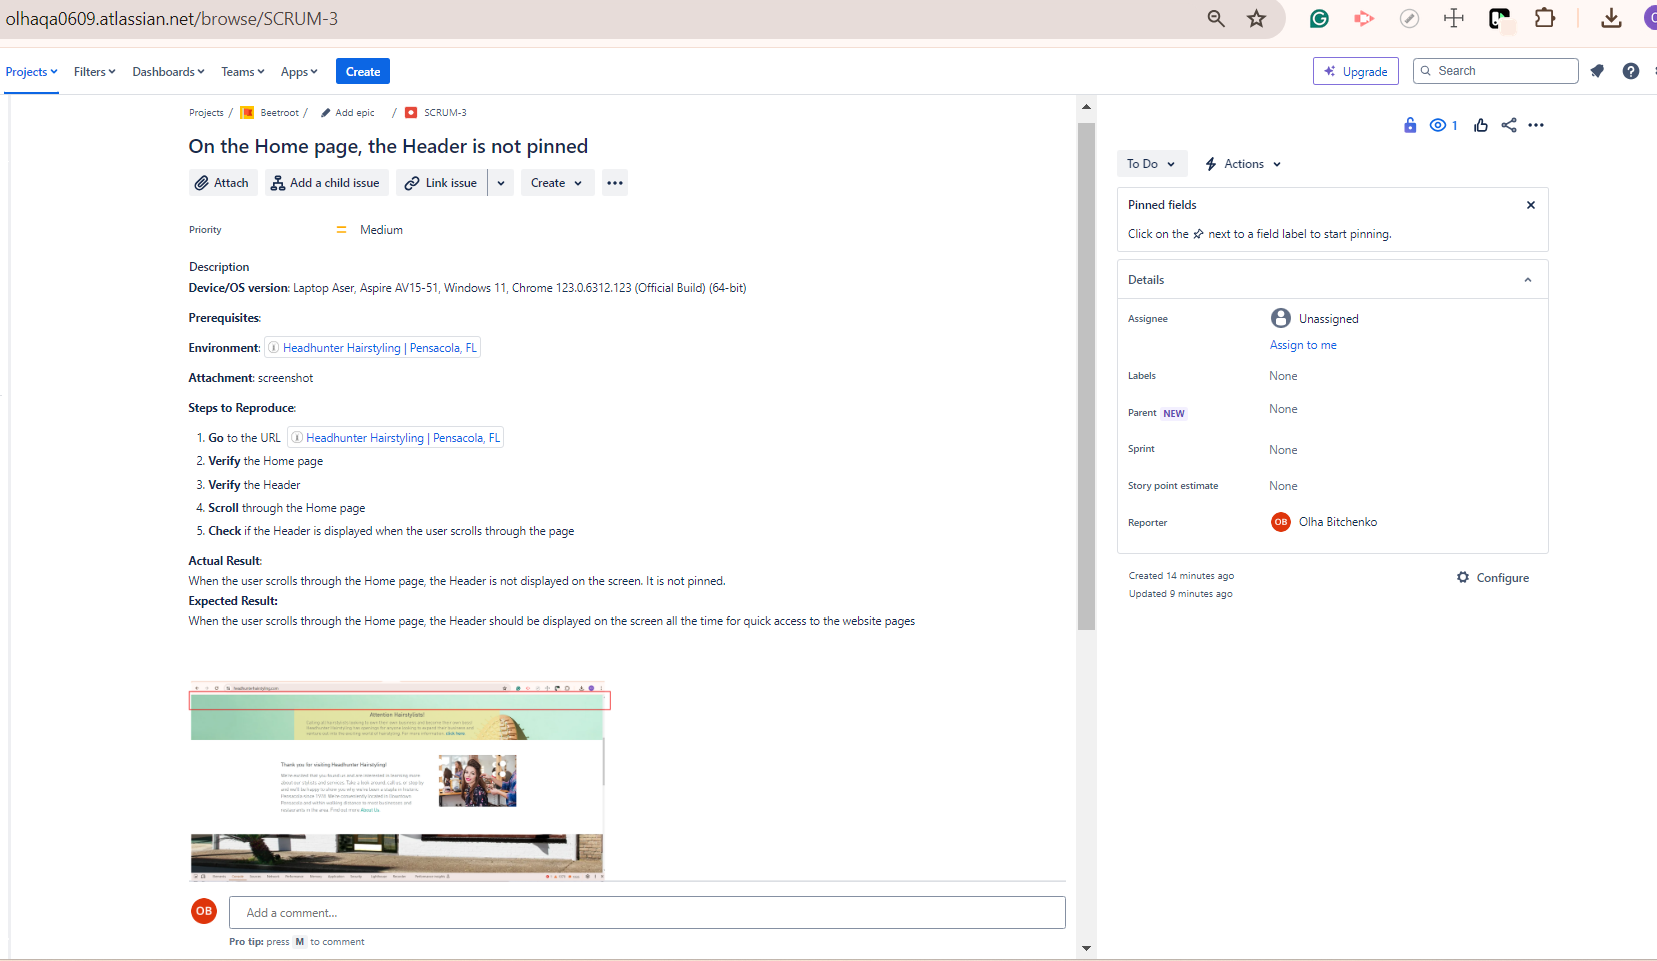 olhaqa0609.atlassian.net/browse/SCRUM-3
Projects Filters Dashboards Teams Apps Create Upgrade Search
Projects / Beetroot / Add epic / SCRUM-3
On the Home page, the Header is not pinned
Attach Add a child issue Link issue Create
Priority Medium
Description
Device/OS version: Laptop Aser, Aspire AV15-51, Windows 11, Chrome 123.0.6312.123 (Official Build) (64-bit)
Prerequisites:
Environment: Headhunter Hairstyling | Pensacola, FL
Attachment: screenshot
Steps to Reproduce:
1. Go to the URL Headhunter Hairstyling | Pensacola, FL
2. Verify the Home page
3. Verify the Header
4. Scroll through the Home page
5. Check if the Header is displayed when the user scrolls through the page
Actual Result:
When the user scrolls through the Home page, the Header is not displayed on the screen. It is not pinned.
Expected Result:
When the user scrolls through the Home page, the Header should be displayed on the screen all the time for quick access to the website pages
Attention Hairstylists!
Thank you for visiting Headhunter Hairstyling!
OB Add a comment...
Pro tip: press M to comment
1
To Do Actions
Pinned fields
Click on the next to a field label to start pinning.
Details
Assignee Unassigned
Assign to me
Labels None
Parent NEW None
Sprint None
Story point estimate None
Reporter OB Olha Bitchenko
Created 14 minutes ago
Updated 9 minutes ago
Configure